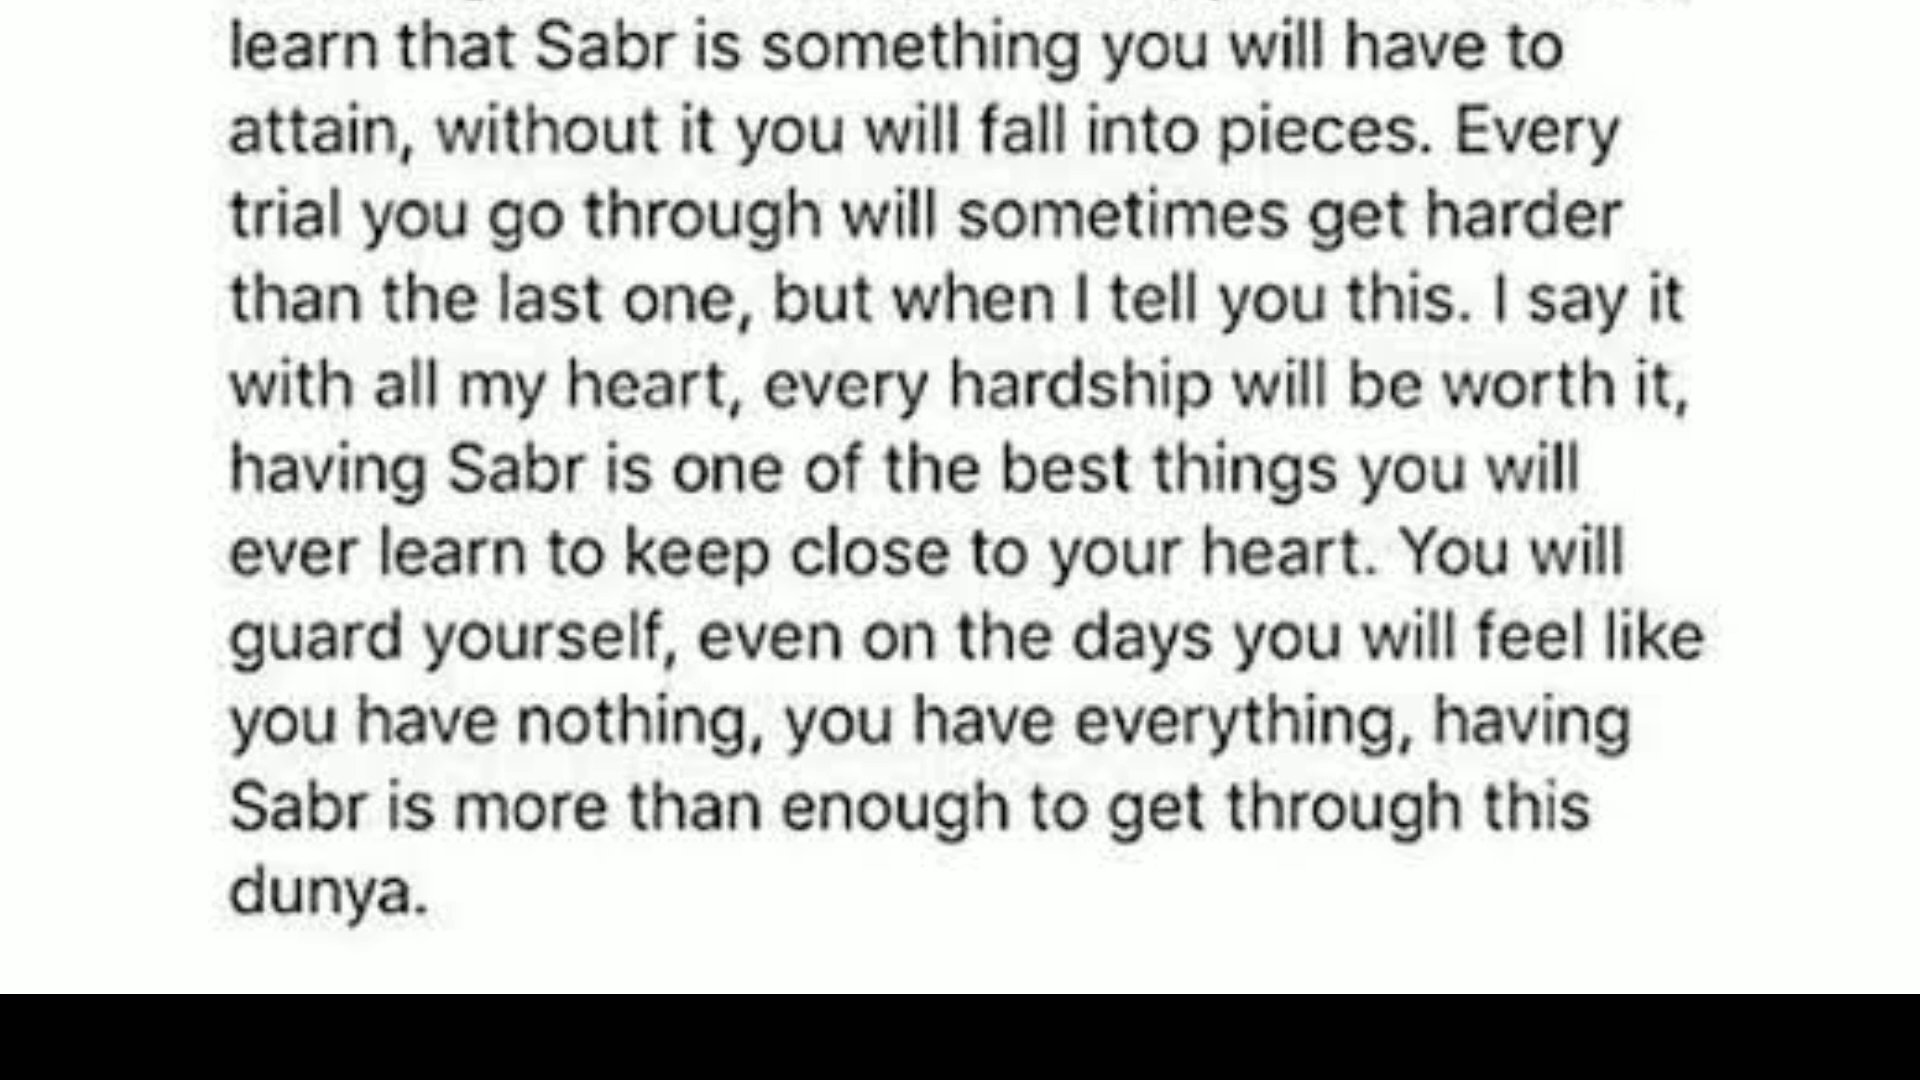 learn that Sabr is something you will have to
attain, without it you will fall into pieces. Every
trial you go through will sometimes get harder
than the last one, but when I tell you this. I say it
with all my heart, every hardship will be worth it,
having Sabr is one of the best things you will
ever learn to keep close to your heart. You will
guard yourself, even on the days you will feel like
you have nothing, you have everything, having
Sabr is more than enough to get through this
dunya.